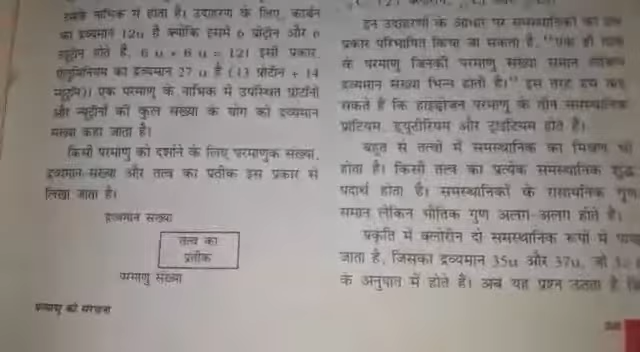 इसके नाभिक में होता है। उदाहरण के लिए, कार्बन
का द्रव्यमान 12u है क्योंकि इसमें 6 प्रोटॉन और 6
न्यूट्रॉन होते हैं, 6 u + 6 u = 12। इसी प्रकार,
एलुमिनियम का द्रव्यमान 27 u है (13 प्रोटॉन + 14
न्यूट्रॉन)। एक परमाणु के नाभिक में उपस्थित प्रोटॉनों
और न्यूट्रॉनों की कुल संख्या के योग को द्रव्यमान
संख्या कहा जाता है।
किसी परमाणु को दर्शाने के लिए परमाणुक संख्या,
द्रव्यमान संख्या और तत्व का प्रतीक इस प्रकार से
लिखा जाता है।
द्रव्यमान संख्या
तत्व का
प्रतीक
परमाणु संख्या
परमाणु की संरचना
इन उदाहरणों के आधार पर समस्थानिकों का
प्रकार परिभाषित किया जा सकता है, "एक ही
के परमाणु जिनकी परमाणु संख्या समान लेकिन
द्रव्यमान संख्या भिन्न होती है।" इस तरह हम कह
सकते हैं कि हाइड्रोजन परमाणु के तीन समस्थानिक
प्रोटियम, ड्यूटीरियम और ट्राइटियम होते हैं।
बहुत से तत्वों में समस्थानिक का मिश्रण भी
होता है। किसी तत्व का प्रत्येक समस्थानिक शुद्ध
पदार्थ होता है। समस्थानिकों के रासायनिक गुण
समान लेकिन भौतिक गुण अलग-अलग होते हैं।
प्रकृति में क्लोरीन दो समस्थानिक रूपों में
जाता है, जिसका द्रव्यमान 35u और 37u, जो
के अनुपात में होते हैं। अब यह प्रश्न उठता है